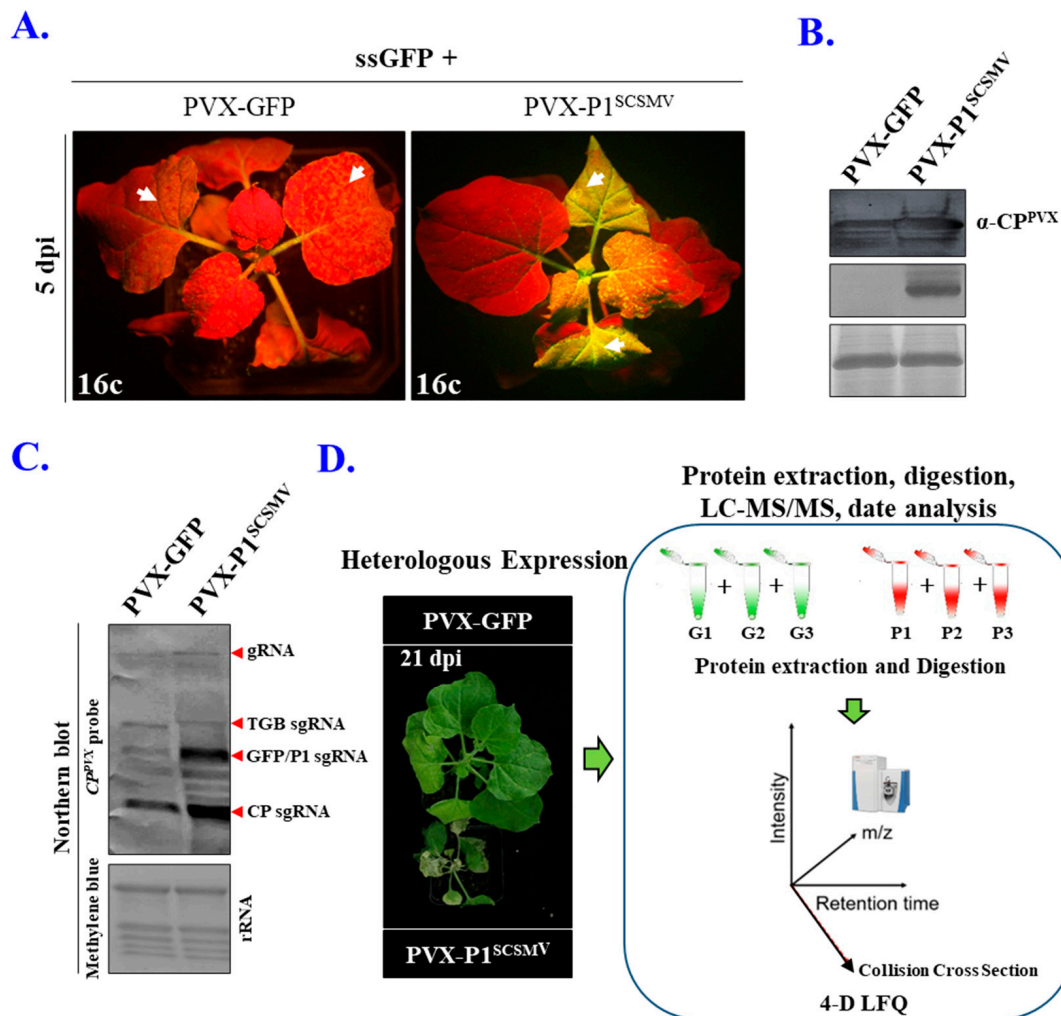 A.
ssGFP +
PVX-GFP
PVX-P1SCSMV
5 dpi
16c
16c
B.
PVX-GFP
PVX-P1SCSMV
α-CPPVX
C.
PVX-GFP
PVX-P1SCSMV
Northern blot
CPPVX probe
gRNA
TGB sgRNA
GFP/P1 sgRNA
CP sgRNA
Methylene blue
rRNA
D.
Heterologous Expression
PVX-GFP
21 dpi
PVX-P1SCSMV
Protein extraction, digestion,
LC-MS/MS, date analysis
+ +
G1 G2 G3
+ +
P1 P2 P3
Protein extraction and Digestion
Intensity
m/z
Retention time
Collision Cross Section
4-D LFQ